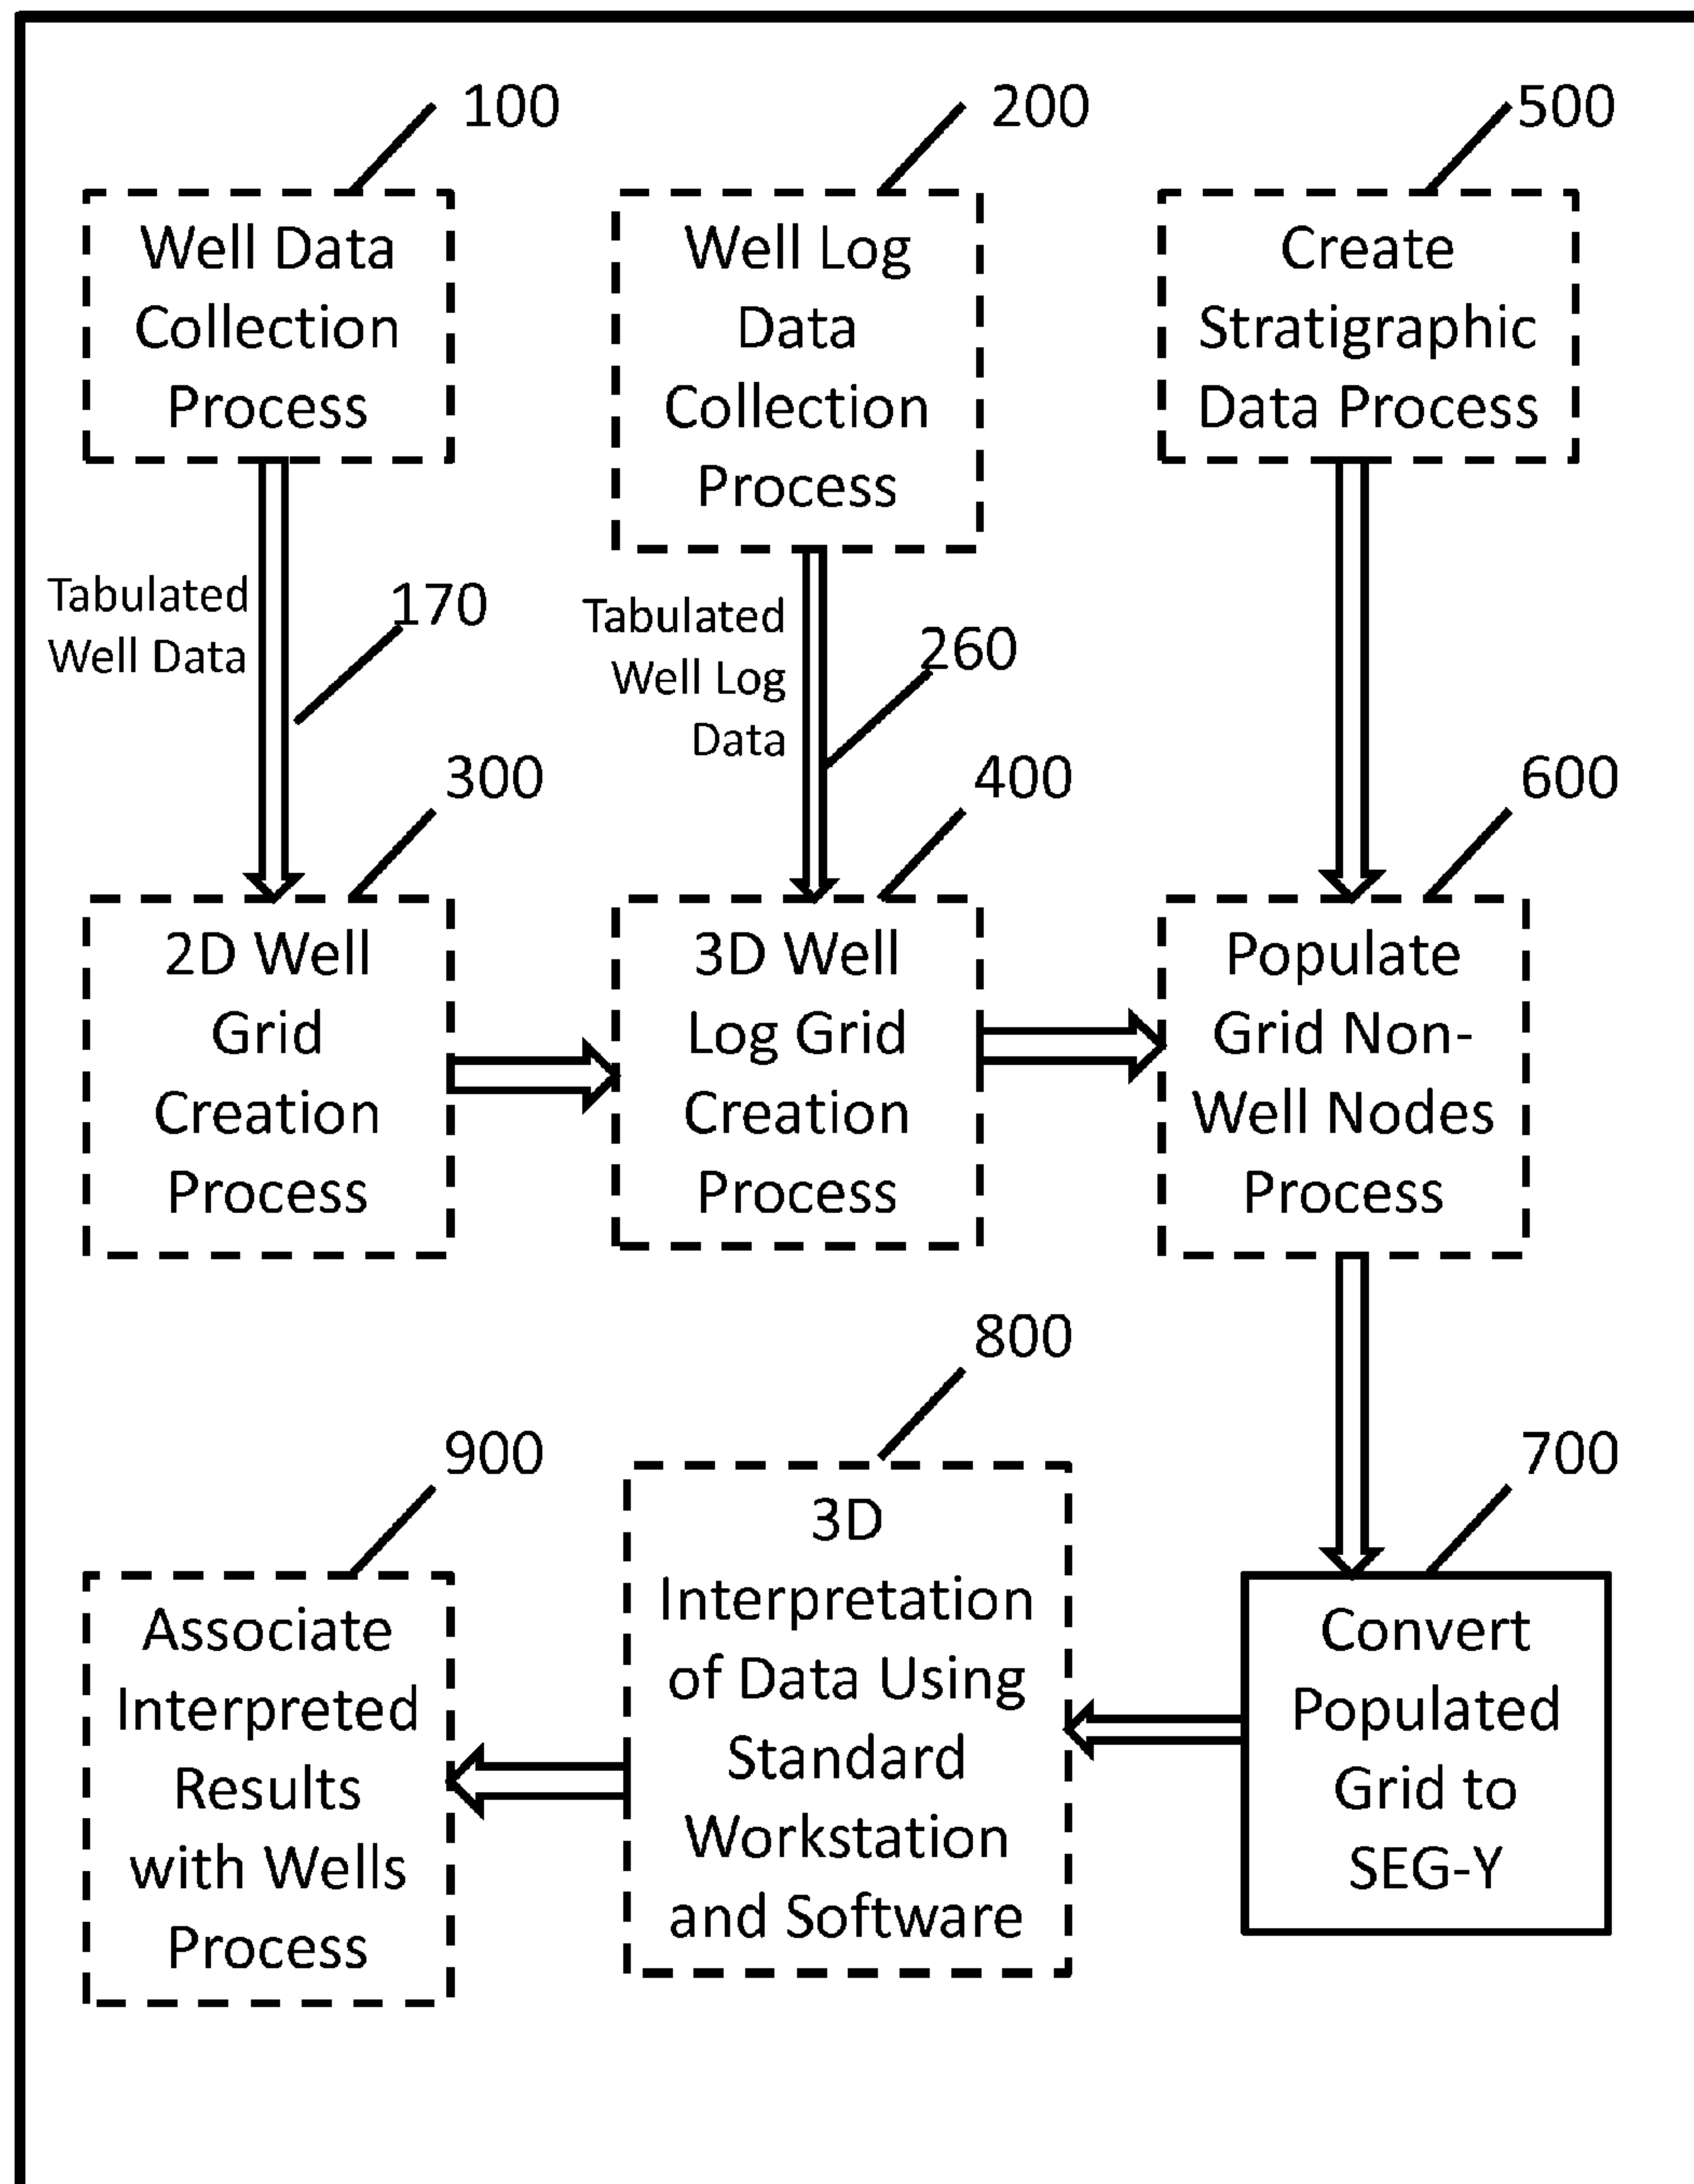 100
Well Data
Collection
Process
200
Well Log
Data
Collection
Process
500
Create
Stratigraphic
Data Process
Tabulated
Well Data
170
Tabulated
Well Log
Data
260
300
2D Well
Grid
Creation
Process
400
3D Well
Log Grid
Creation
Process
600
Populate
Grid Non-
Well Nodes
Process
700
Convert
Populated
Grid to
SEG-Y
800
3D
Interpretation
of Data Using
Standard
Workstation
and Software
900
Associate
Interpreted
Results
with Wells
Process